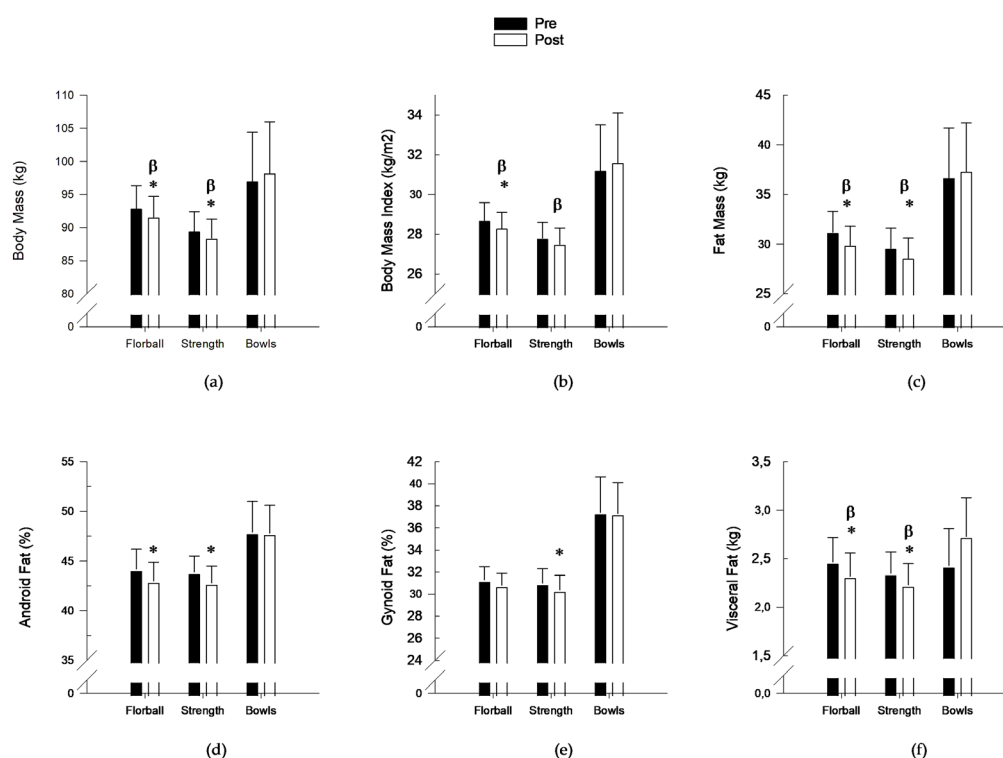 Pre
Post
Body Mass (kg)
110
105
100
95
90
85
80
0
β
*
β
*
Florball
Strength
Bowls
(a)
Body Mass Index (kg/m2)
34
32
30
28
26
0
β
*
β
Florball
Strength
Bowls
(b)
Fat Mass (kg)
45
40
35
30
25
0
β
*
β
*
Florball
Strength
Bowls
(c)
Android Fat (%)
55
50
45
43
35
0
*
*
Florball
Strength
Bowls
(d)
Gynoid Fat (%)
42
40
38
36
34
32
30
28
26
24
0
*
Florball
Strength
Bowls
(e)
Visceral Fat (kg)
3,5
3,0
2,5
2,0
1,5
0,0
β
*
β
*
Florball
Strength
Bowls
(f)